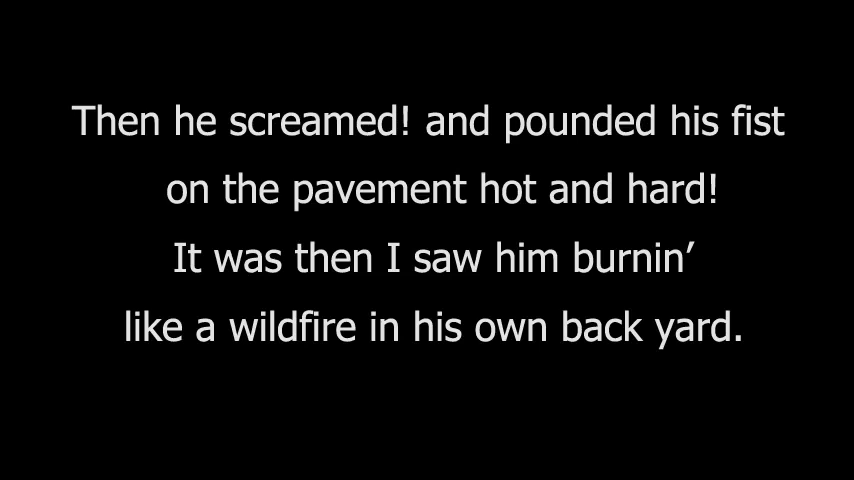 Then he screamed! and pounded his fist
on the pavement hot and hard!
It was then I saw him burnin’
like a wildfire in his own back yard.